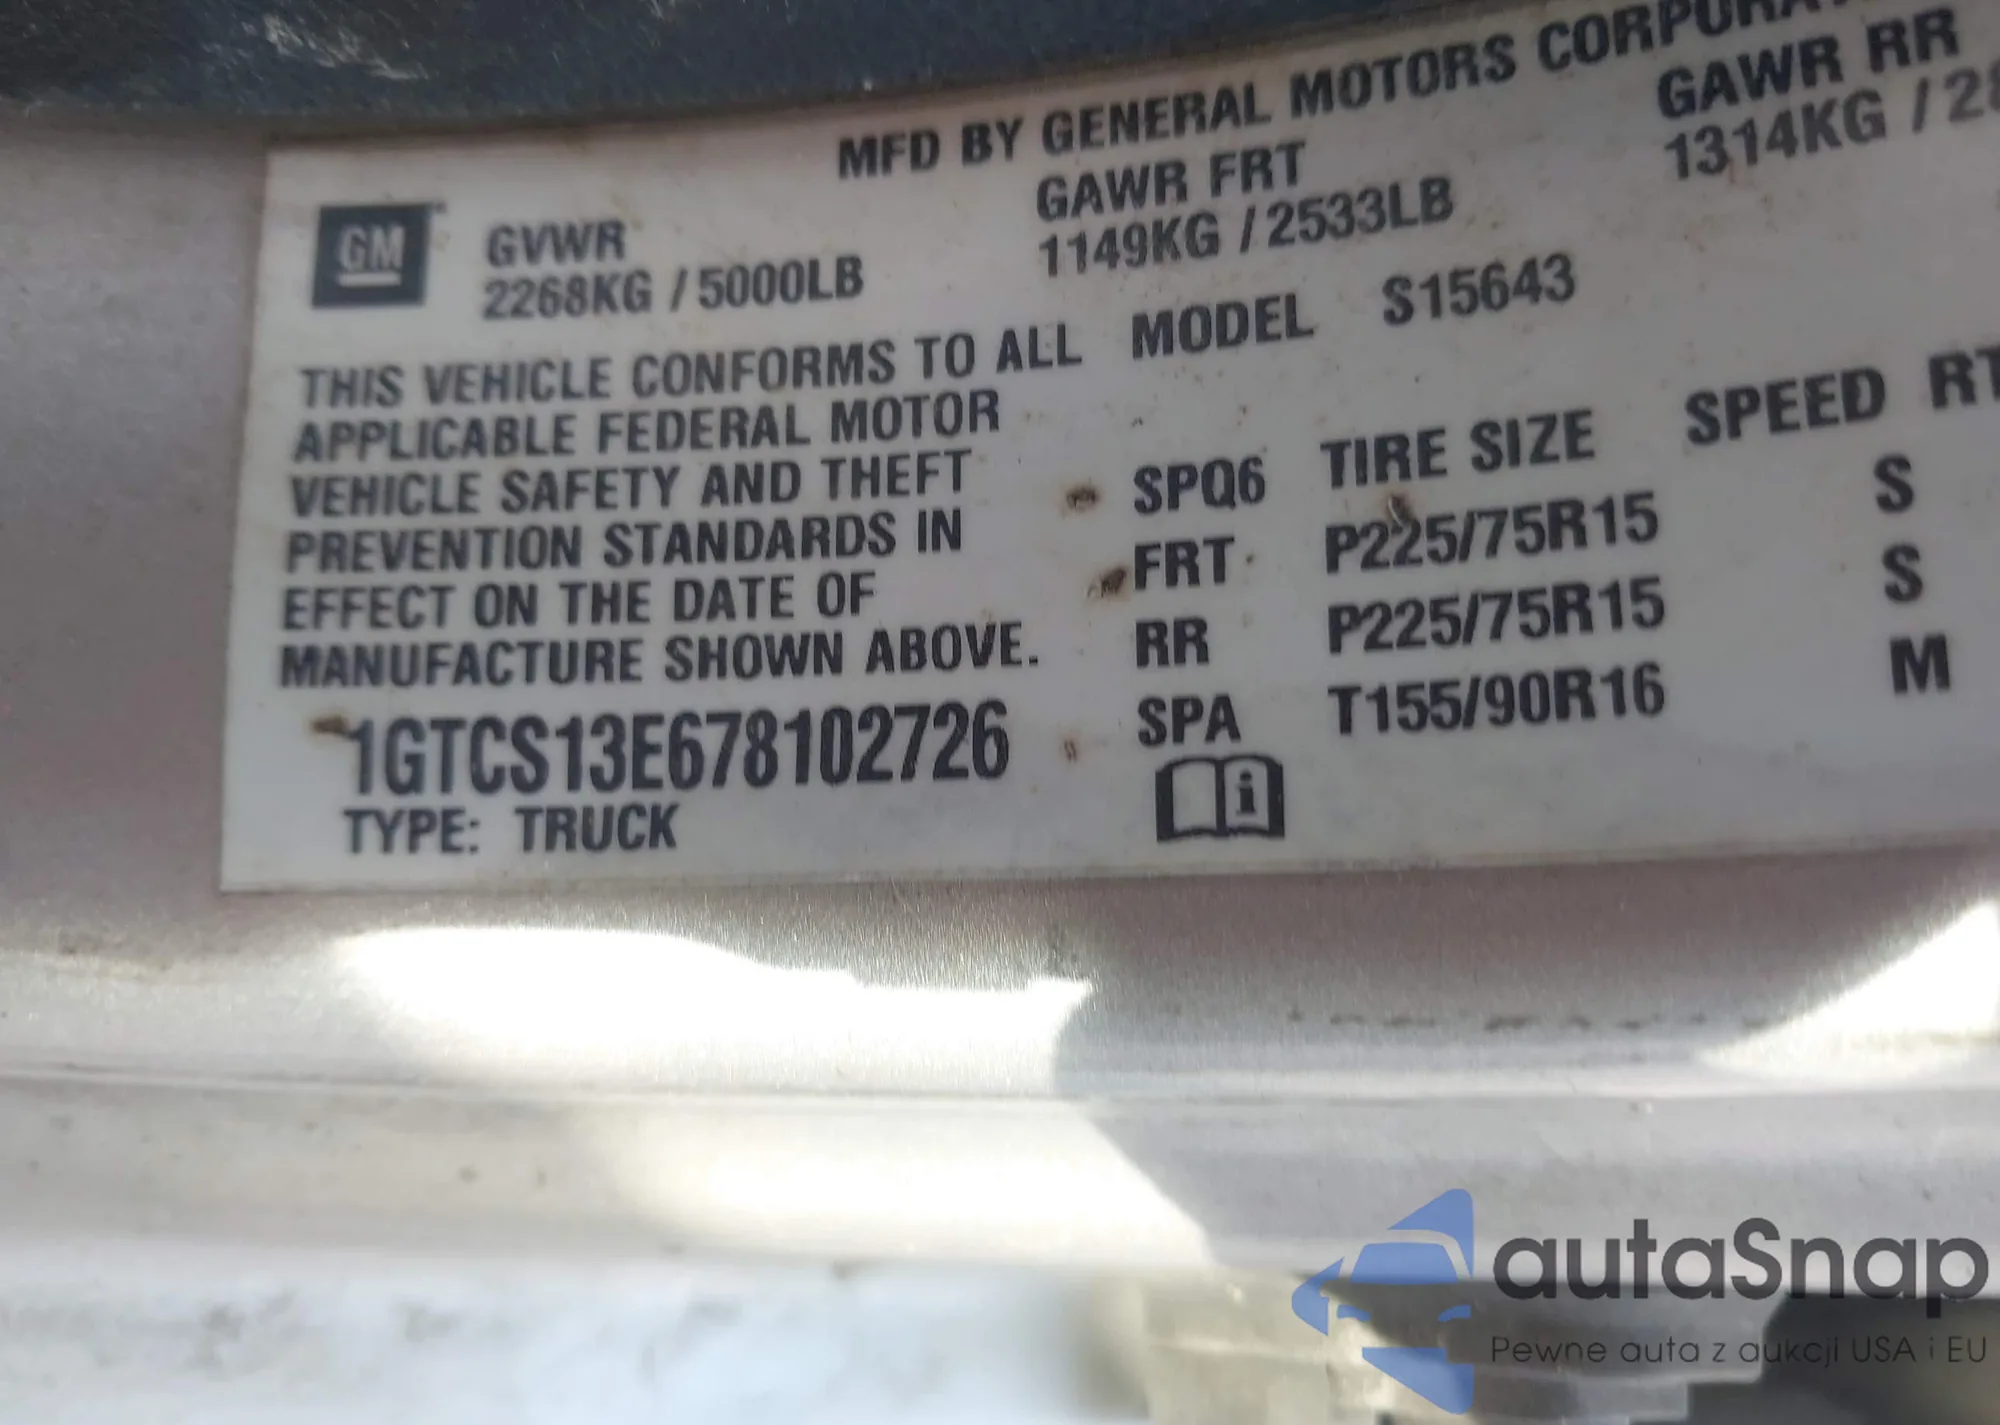 MFD BY GENERAL MOTORS
GM
GVWR
2268KG / 5000LB
GAWR FRT
1149KG / 2533LB
GAWR RR
1314KG
THIS VEHICLE CONFORMS TO ALL
APPLICABLE FEDERAL MOTOR
VEHICLE SAFETY AND THEFT
PREVENTION STANDARDS IN
EFFECT ON THE DATE OF
MANUFACTURE SHOWN ABOVE.
1GTCS13E678102726
TYPE: TRUCK
MODEL S15643
SPQ6 TIRE SIZE SPEED
FRT P225/75R15 S
RR P225/75R15 S
SPA T155/90R16 M
autaSnap
Pewne auta z aukcji USA i EU